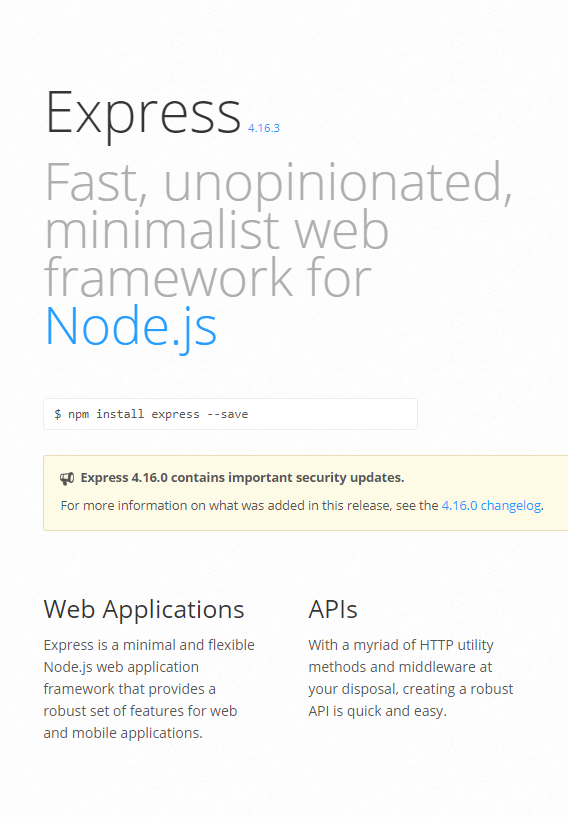 Express 4.16.3
Fast, unopinionated,
minimalist web
framework for
Node.js
$ npm install express --save
Express 4.16.0 contains important security updates.
For more information on what was added in this release, see the 4.16.0 changelog.
Web Applications
Express is a minimal and flexible
Node.js web application
framework that provides a
robust set of features for web
and mobile applications.
APIs
With a myriad of HTTP utility
methods and middleware at
your disposal, creating a robust
API is quick and easy.